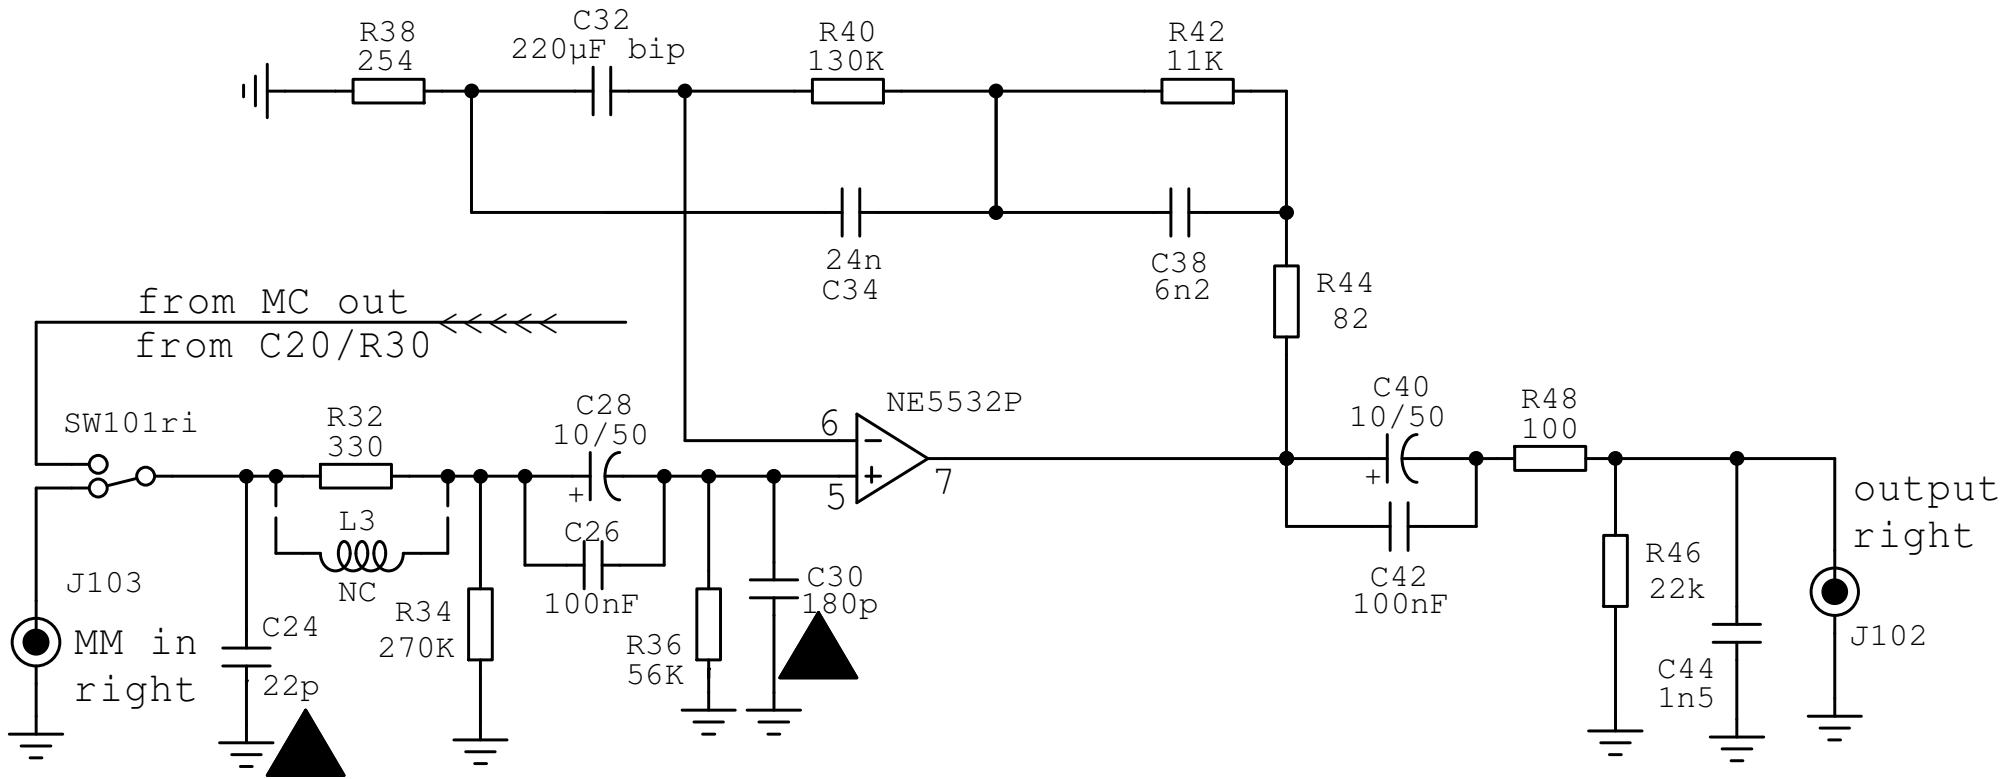 R38
254
C32
220µF bip
R40
130K
R42
11K
24n
C34
C38
6n2
R44
82
from MC out
from C20/R30
SW101ri
R32
330
C28
10/50
+
6
5
7
NE5532P
C40
10/50
+
R48
100
output
right
L3
NC
C26
100nF
J103
MM in
right
C24
22p
R34
270K
R36
56K
C30
180p
C42
100nF
R46
22k
C44
1n5
J102